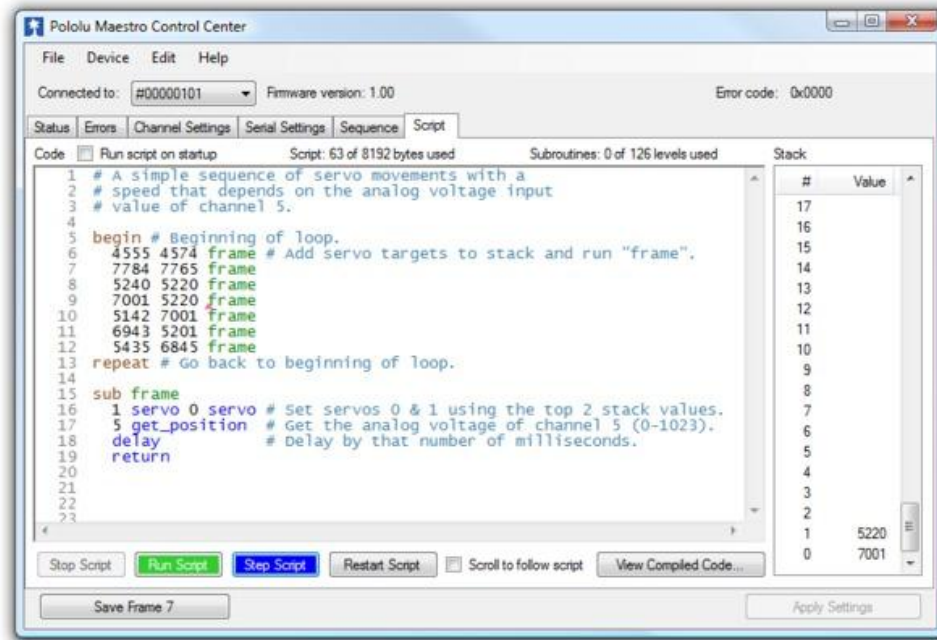 Pololu Maestro Control Center
File Device Edit Help
Connected to: #00000101 Firmware version: 1.00 Error code: 0x0000
Status Errors Channel Settings Serial Settings Sequence Script
Code Run script on startup Script: 63 of 8192 bytes used Subroutines: 0 of 126 levels used Stack
1 # A simple sequence of servo movements with a
2 # speed that depends on the analog voltage input
3 # value of channel 5.
4
5 begin # Beginning of loop.
6 4555 4574 frame # Add servo targets to stack and run "frame".
7 7784 7765 frame
8 5240 5220 frame
9 7001 5220 frame
10 5142 7001 frame
11 6943 5201 frame
12 5435 6845 frame
13 repeat # Go back to beginning of loop.
14
15 sub frame
16 1 servo 0 servo # Set servos 0 & 1 using the top 2 stack values.
17 5 get_position # Get the analog voltage of channel 5 (0-1023).
18 delay # Delay by that number of milliseconds.
19 return
20
21
22
23
# Value
17
16
15
14
13
12
11
10
9
8
7
6
5
4
3
2
1 5220
0 7001
Stop Script Run Script Step Script Restart Script Scroll to follow script View Compiled Code...
Save Frame 7 Apply Settings